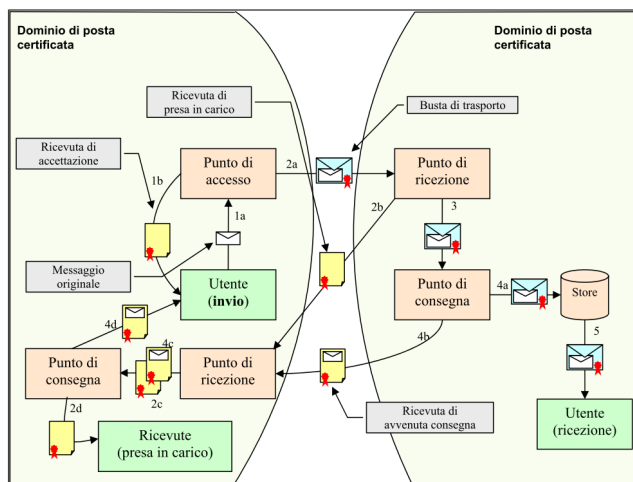 Dominio di posta
certificata
Dominio di posta
certificata
Ricevuta di
presa in carico
Busta di trasporto
Ricevuta di
accettazione
1b
Punto di
accesso
2a
Punto di
ricezione
2b
3
1a
Messaggio
originale
Utente
(invio)
Punto di
consegna
4a
Store
4d
4b
5
Punto di
consegna
4c
2c
Punto di
ricezione
2d
Ricevute
(presa in carico)
Ricevuta di
avvenuta consegna
Utente
(ricezione)